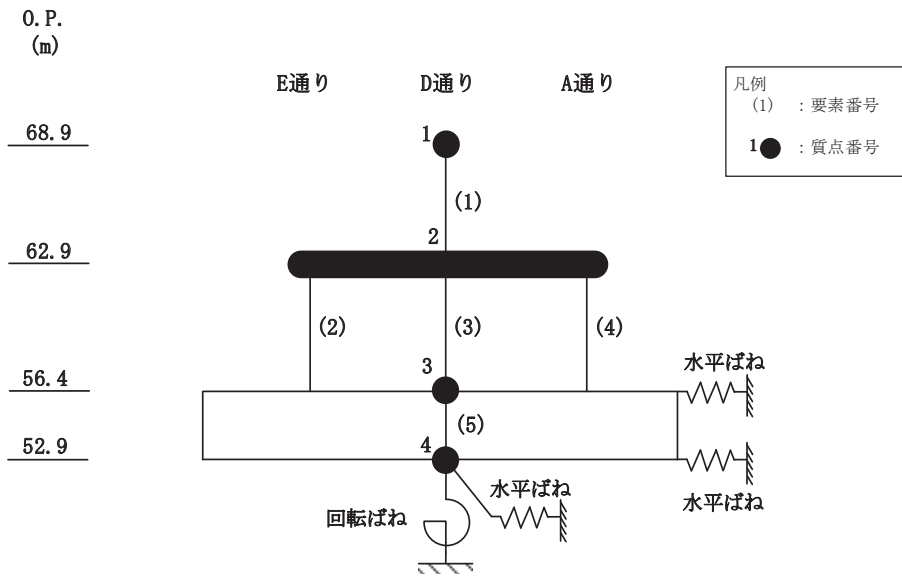 O.P.
(m)
E通り
D通り
A通り
凡例
(1) : 要素番号
1 : 質点番号
68.9
1
(1)
62.9
2
(2)
(3)
(4)
56.4
3
水平ばね
(5)
52.9
4
水平ばね
水平ばね
回転ばね